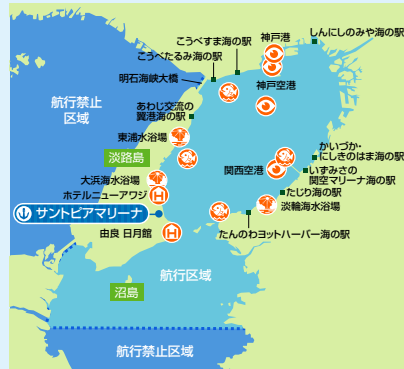 しんにしのみや海の駅
神戸港
こうべすま海の駅
こうべたるみ海の駅
明石海峡大橋
神戸空港
航行禁止
区域
あわじ交流の
翼港海の駅
東浦水浴場
淡路島
かいづか・
にしきのはま海の駅
関西空港
いずみさの
関空マリーナ海の駅
大浜海水浴場
ホテルニューアワジ
たじり海の駅
淡輪海水浴場
サントピアマリーナ
由良 日月館
たんのわヨットハーバー海の駅
航行区域
沼島
航行禁止区域
H
H